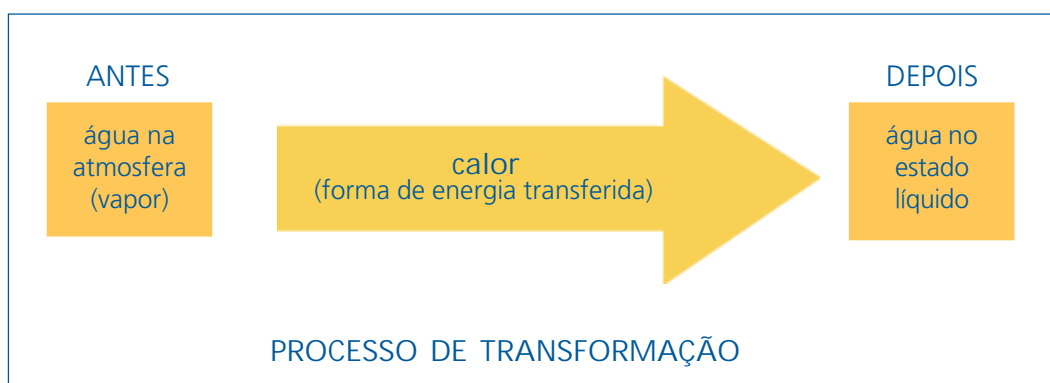 ANTES
água na
atmosfera
(vapor)
calor
(forma de energia transferida)
DEPOIS
água no
estado
líquido
PROCESSO DE TRANSFORMAÇÃO